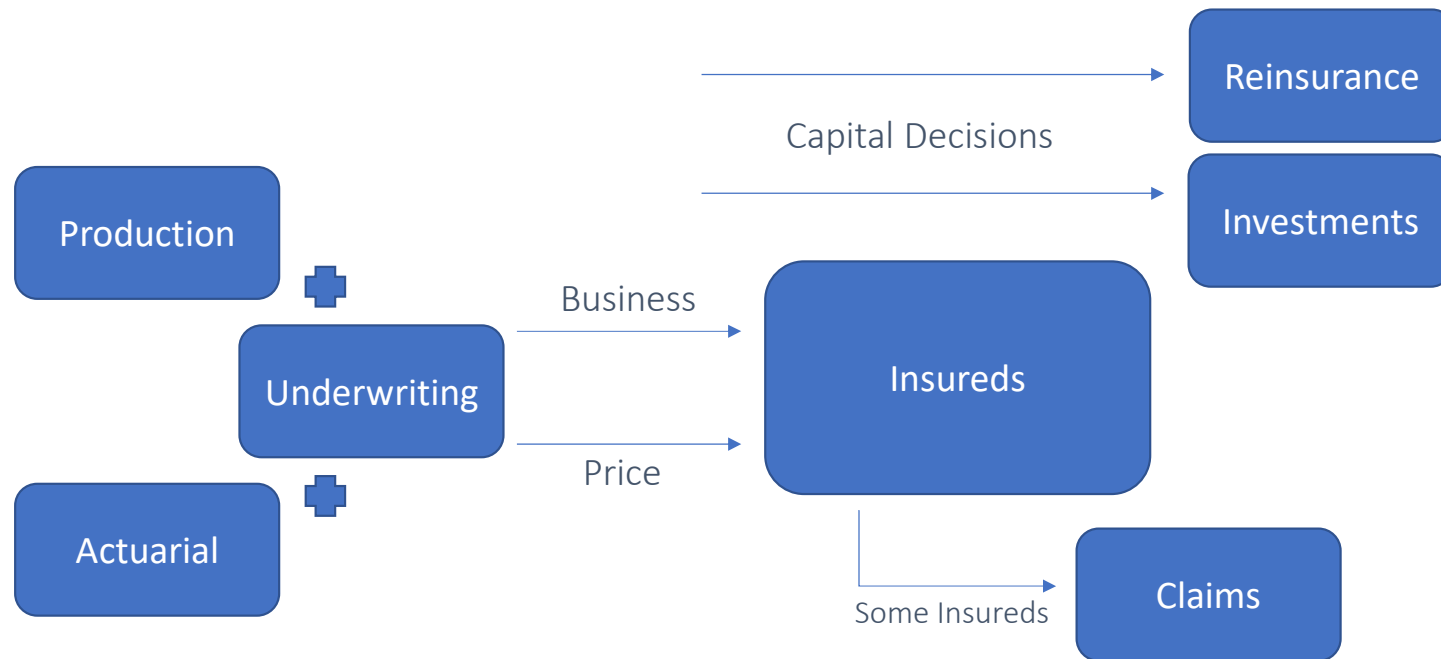 Reinsurance
Capital Decisions
Investments
Production
Business
Underwriting
Insureds
Price
Actuarial
Some Insureds
Claims